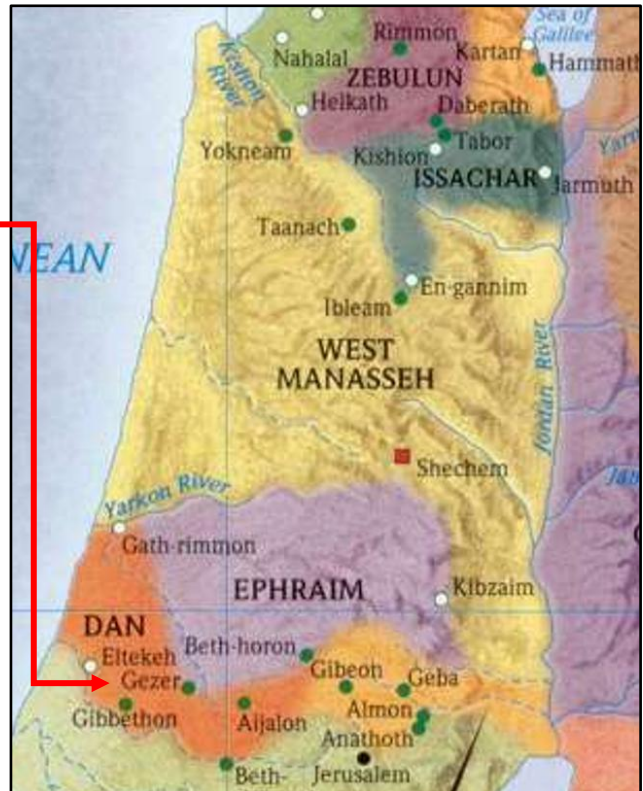 Sea of
Galilee
Rimmon
Nahalal
Kartan
Hammath
ZEBULUN
Kishon
River
Helkath
Daberath
Yokneam
Tabor
Kishion
ISSACHAR
Jarmuth
Taanach
NEAN
En-gannim
Ibleam
WEST
MANASSEH
Jordan River
Shechem
Yarkon River
Gath-rimmon
EPHRAIM
Kibzaim
DAN
Beth-horon
Eltekeh
Gibeon
Geba
Gezer
Gibbethon
Aijalon
Almon
Anathoth
Beth-
Jerusalem